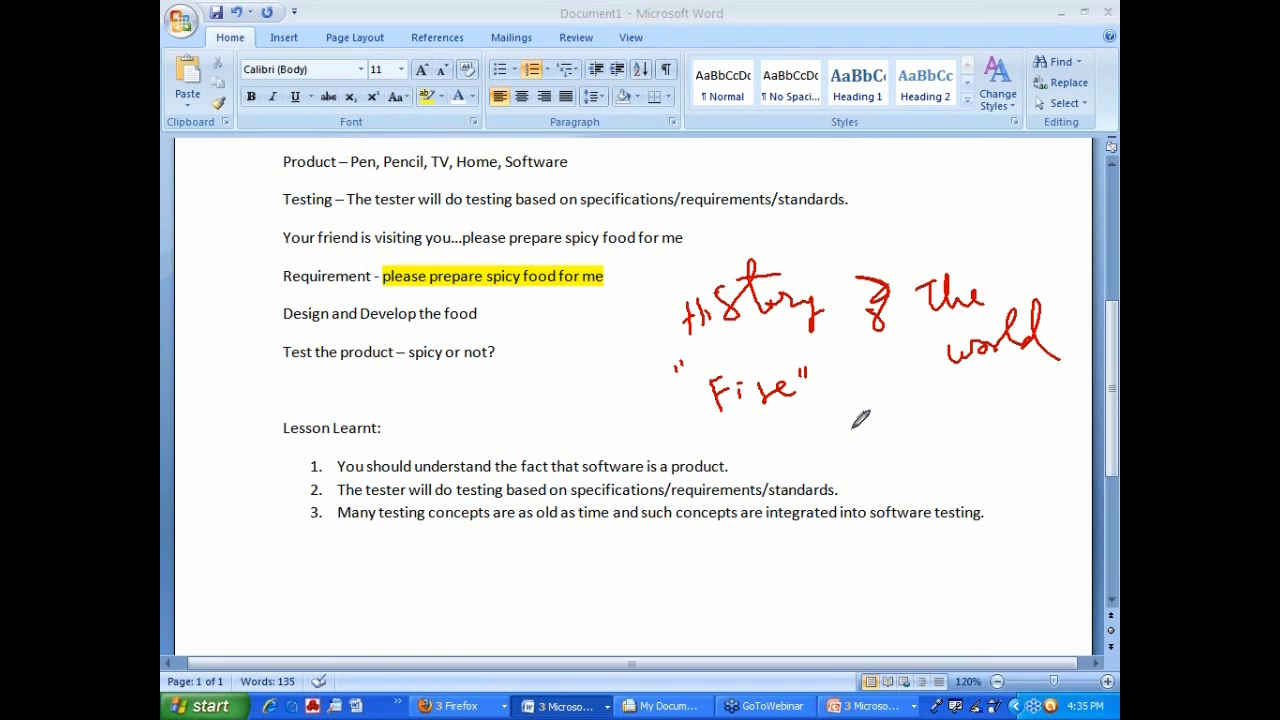 Document1 - Microsoft Word
Home Insert Page Layout References Mailings Review View
Calibri (Body) 11
AaBbCcDc AaBbCcDc AaBbC AaBbCc
Paste
¶ Normal ¶ No Spaci... Heading 1 Heading 2 Change Styles
Find
Replace
Select
Clipboard Font Paragraph Styles Editing
Product – Pen, Pencil, TV, Home, Software
Testing – The tester will do testing based on specifications/requirements/standards.
Your friend is visiting you...please prepare spicy food for me
Requirement - please prepare spicy food for me
History of The world
Design and Develop the food
Test the product – spicy or not?
"Fire"
Lesson Learnt:
1. You should understand the fact that software is a product.
2. The tester will do testing based on specifications/requirements/standards.
3. Many testing concepts are as old as time and such concepts are integrated into software testing.
Page: 1 of 1 Words: 135 120%
start 3 Firefox 3 Microso... My Docum... GoToWebinar 3 Microso... 4:35 PM